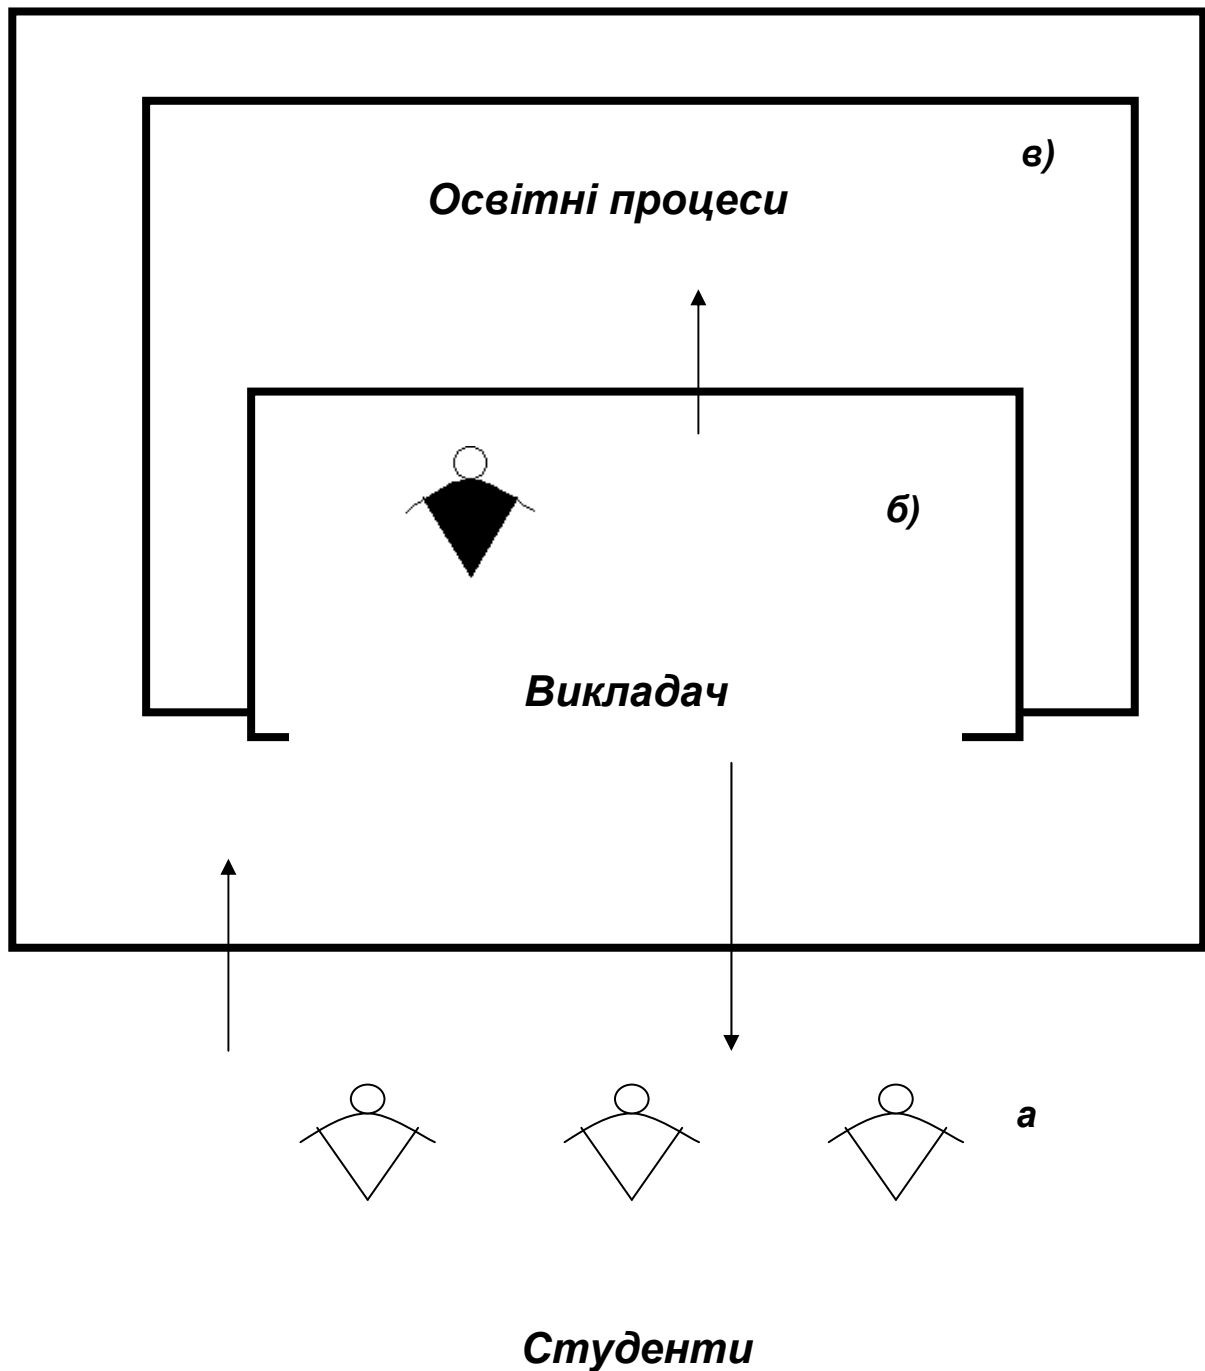 в)
Освітні процеси
б)
Викладач
а
Студенти